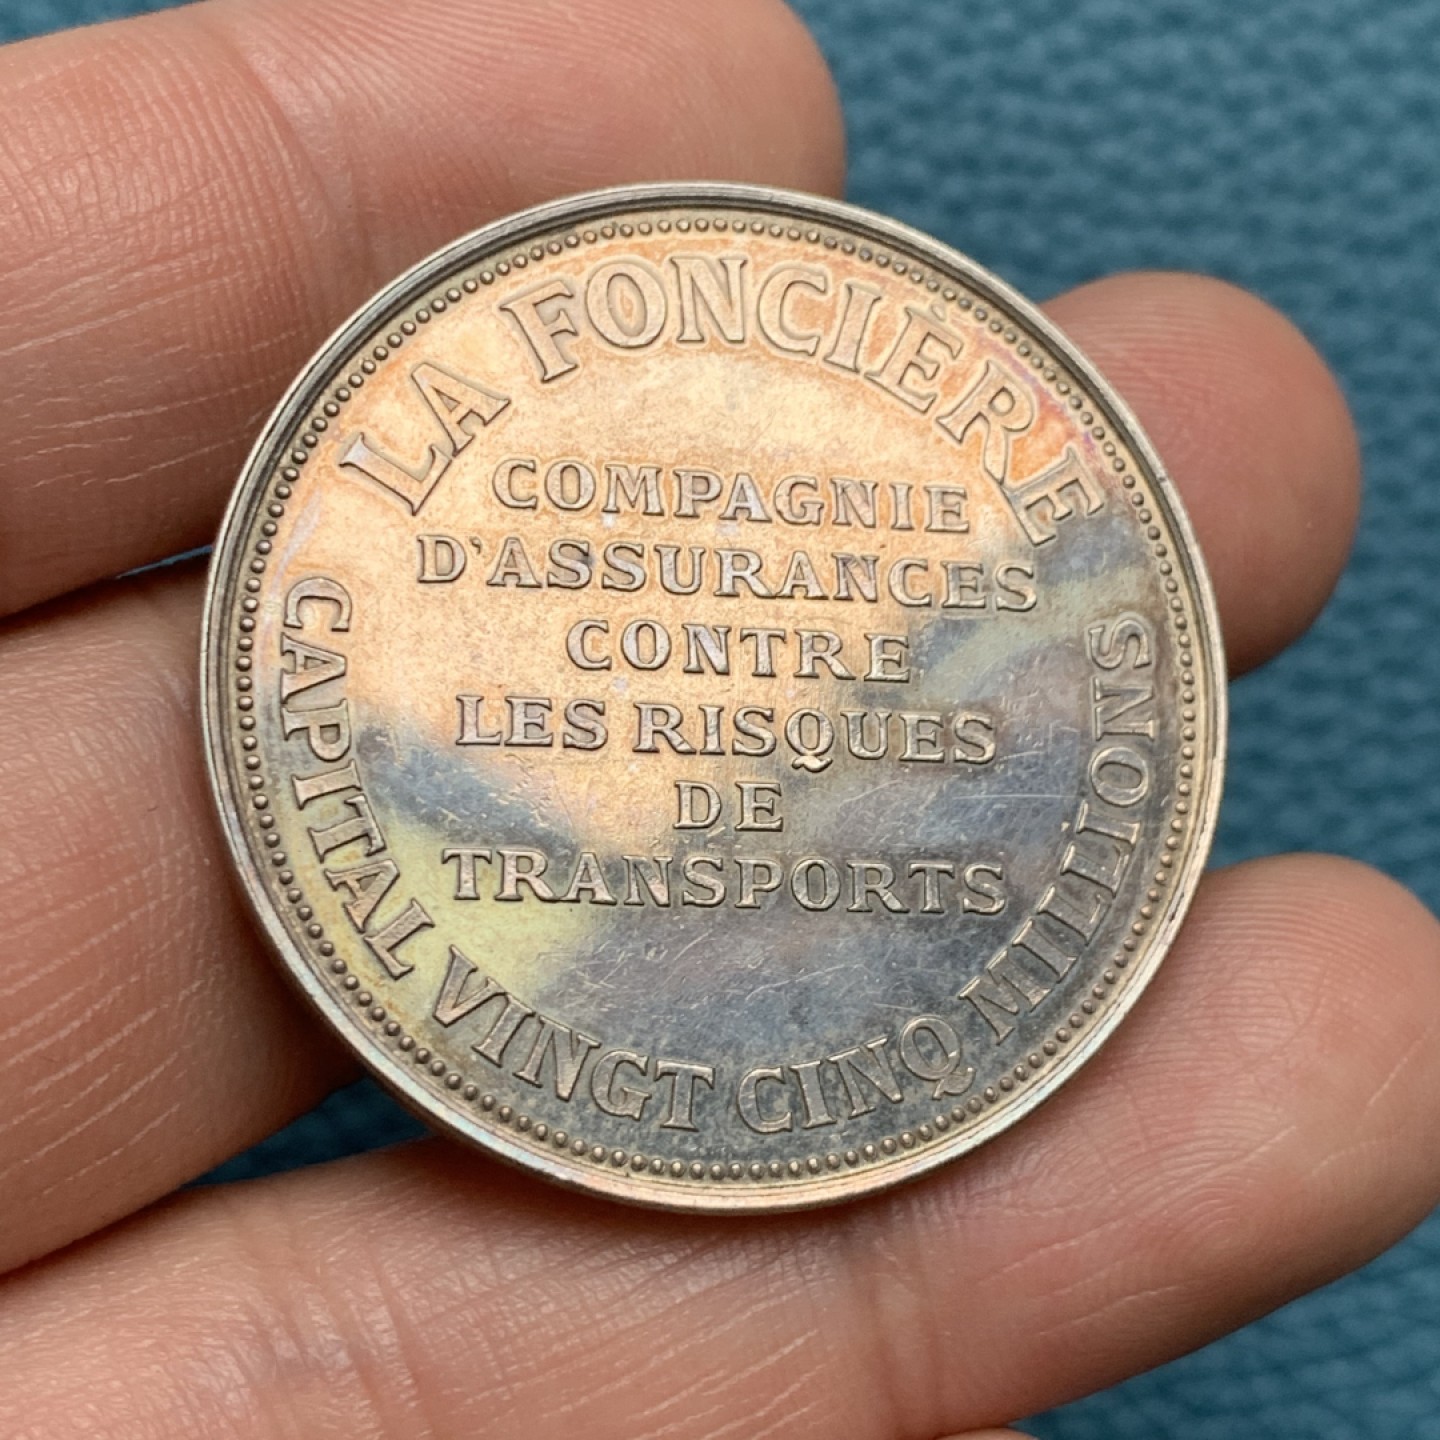 LA FONCIÈRE
COMPAGNIE
D'ASSURANCES
CONTRE
LES RISQUES
DE
TRANSPORTS
CAPITAL VINGT CINQ MILLIONS